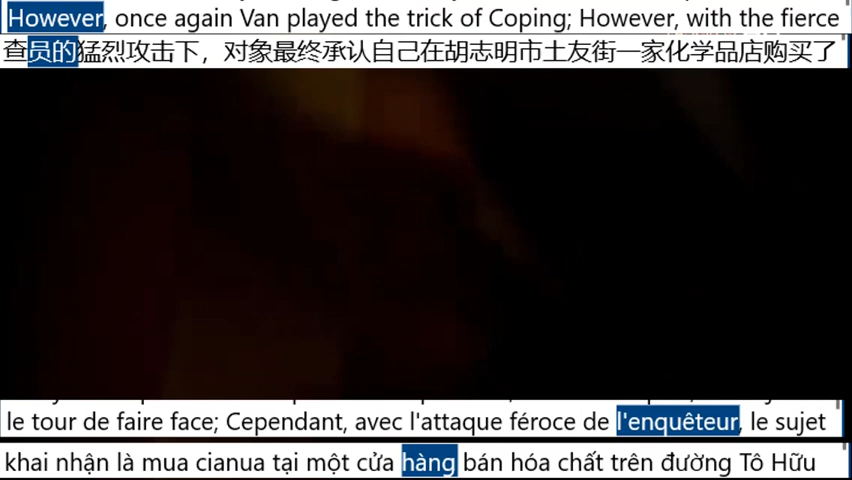 However, once again Van played the trick of Coping; However, with the fierce
查员的猛烈攻击下，对象最终承认自己在胡志明市土友街一家化学品店购买了
le tour de faire face; Cependant, avec l'attaque féroce de l'enquêteur, le sujet
khai nhận là mua cianua tại một cửa hàng bán hóa chất trên đường Tô Hữu